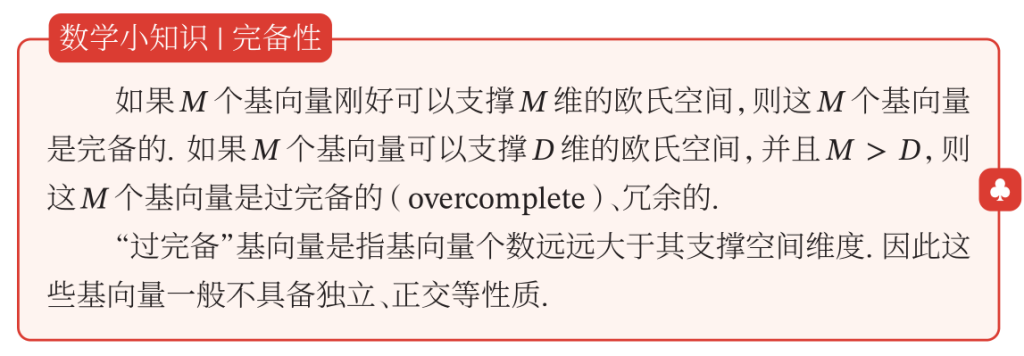 数学小知识 | 完备性
如果 M 个基向量刚好可以支撑 M 维的欧氏空间, 则这 M 个基向量
是完备的. 如果 M 个基向量可以支撑 D 维的欧氏空间, 并且 M > D, 则
这 M 个基向量是过完备的（overcomplete）、冗余的.
“过完备”基向量是指基向量个数远远大于其支撑空间维度. 因此这
些基向量一般不具备独立、正交等性质.